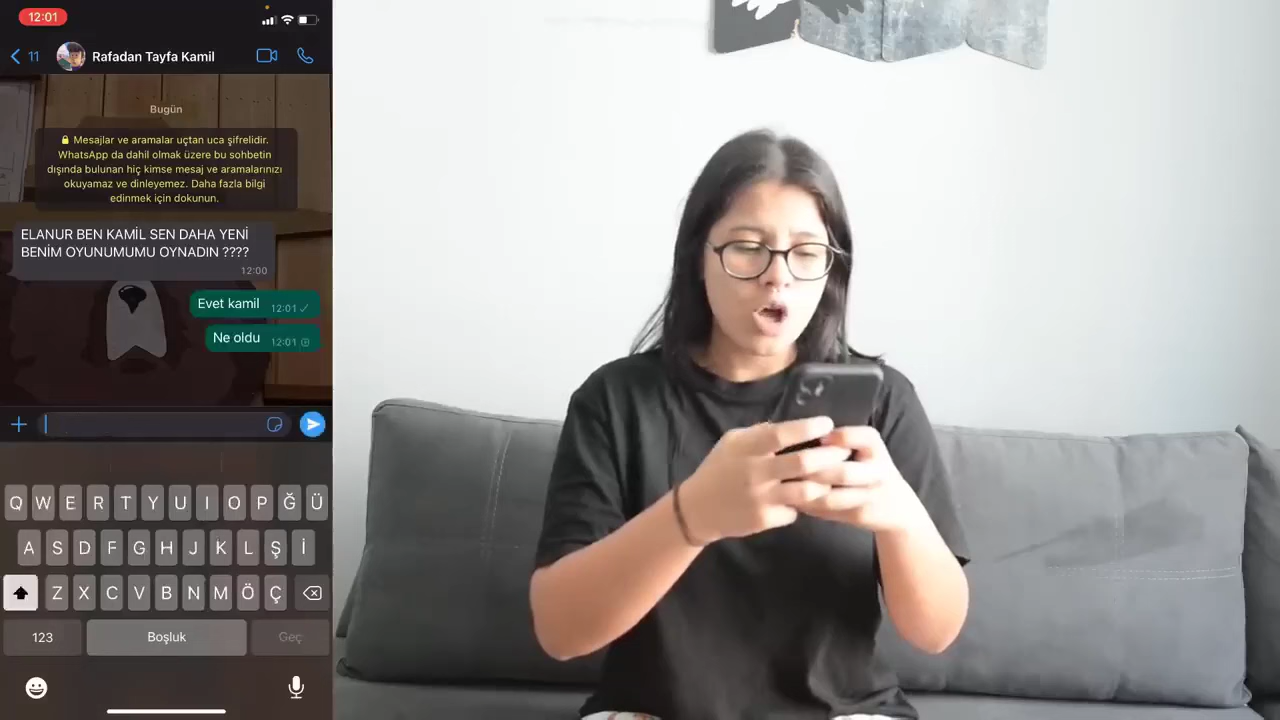 12:01
11
Rafadan Tayfa Kamil
Bugün
Mesajlar ve aramalar uçtan uca şifrelidir.
WhatsApp da dahil olmak üzere bu sohbetin
dışında bulunan hiç kimse mesaj ve aramalarınızı
okuyamaz ve dinleyemez. Daha fazla bilgi
edinmek için dokunun.
ELANUR BEN KAMİL SEN DAHA YENİ
BENİM OYUNUMUMU OYNADIN ????
12:00
Evet kamil 12:01
Ne oldu 12:01
Q W E R T Y U I O P Ğ Ü
A S D F G H J K L Ş İ
Z X C V B N M Ö Ç
123 Boşluk Geç